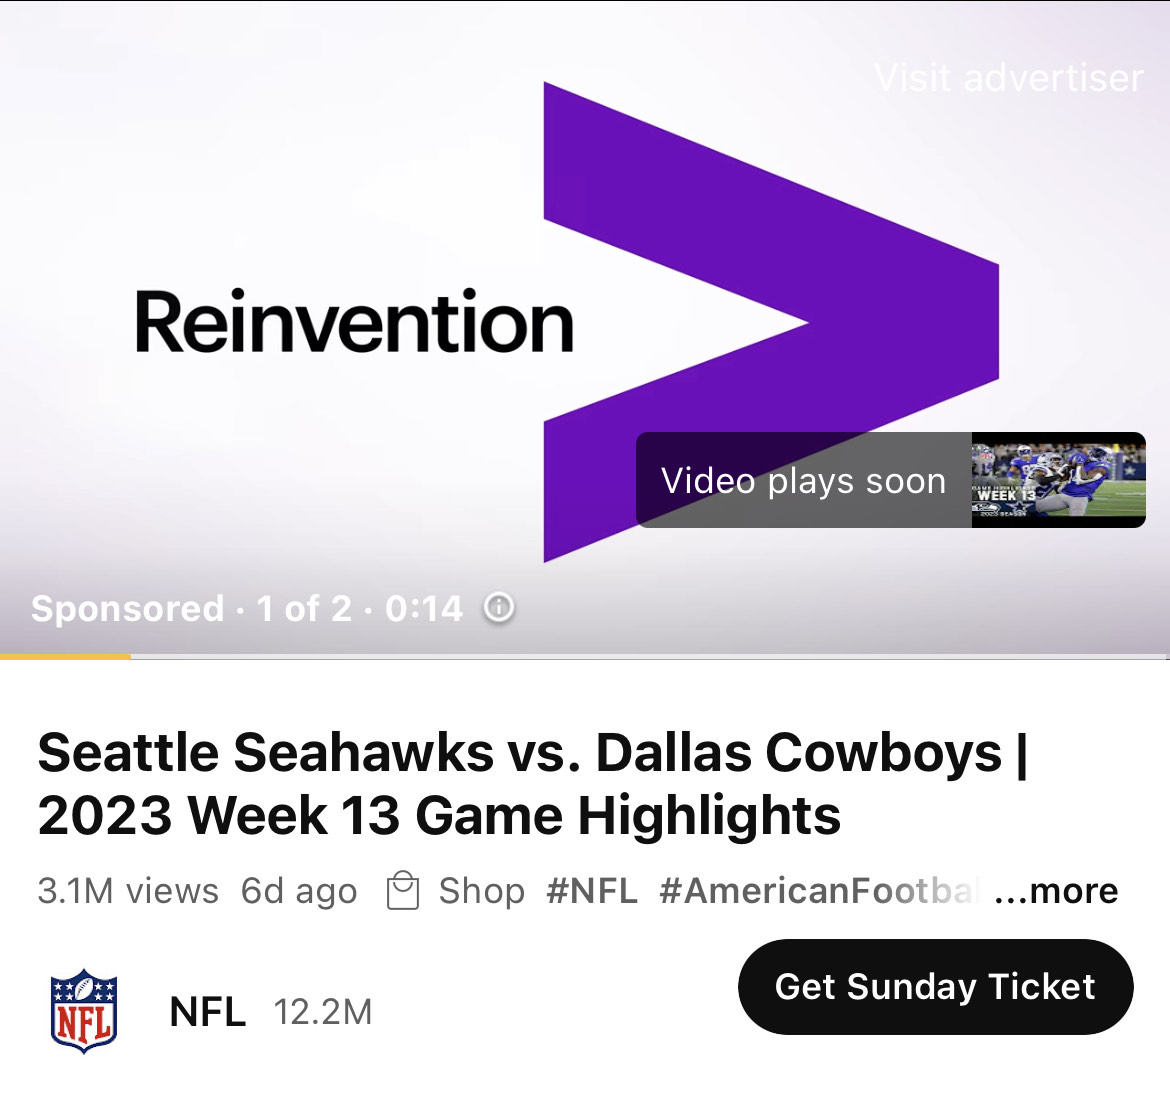 Visit advertiser
Reinvention
Video plays soon
WEEK 13
Sponsored · 1 of 2 · 0:14
Seattle Seahawks vs. Dallas Cowboys |
2023 Week 13 Game Highlights
3.1M views 6d ago Shop #NFL #AmericanFootba ...more
NFL
NFL 12.2M
Get Sunday Ticket